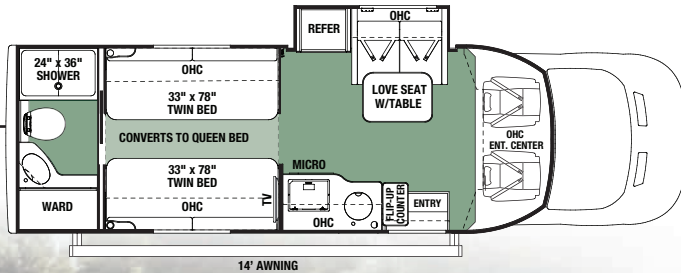 24" x 36"
SHOWER
OHC
33" x 78"
TWIN BED
CONVERTS TO QUEEN BED
33" x 78"
TWIN BED
OHC
WARD
TV
REFER
OHC
LOVE SEAT
W/TABLE
MICRO
OHC
FLIP-UP
COUNTER
ENTRY
OHC
ENT. CENTER
14' AWNING